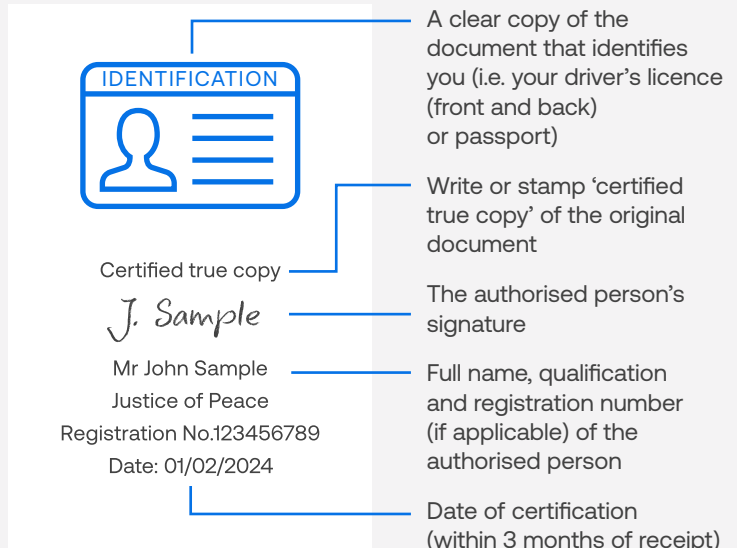 IDENTIFICATION
Certified true copy
J. Sample
Mr John Sample
Justice of Peace
Registration No.123456789
Date: 01/02/2024
A clear copy of the
document that identifies
you (i.e. your driver’s licence
(front and back)
or passport)
Write or stamp ‘certified
true copy’ of the original
document
The authorised person’s
signature
Full name, qualification
and registration number
(if applicable) of the
authorised person
Date of certification
(within 3 months of receipt)